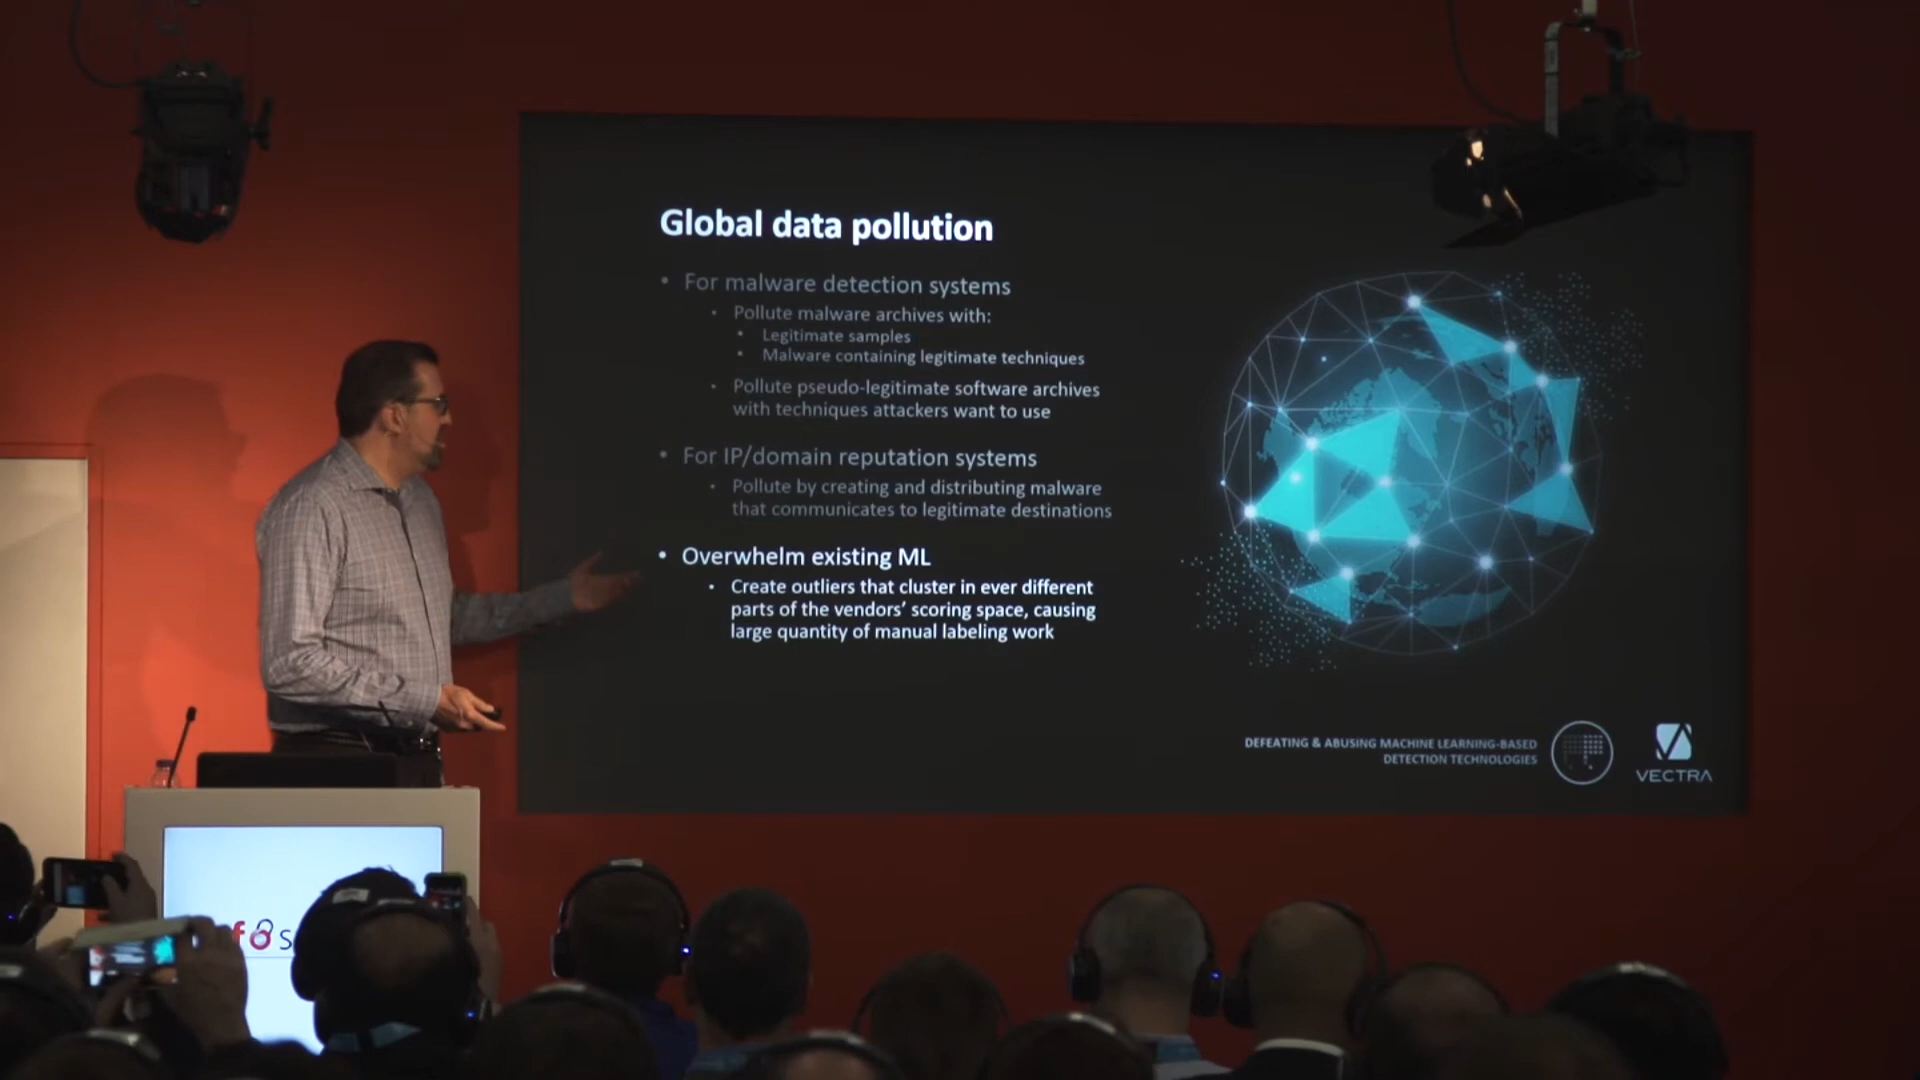 Global data pollution
• For malware detection systems
• Pollute malware archives with:
• Legitimate samples
• Malware containing legitimate techniques
• Pollute pseudo-legitimate software archives
with techniques attackers want to use
• For IP/domain reputation systems
• Pollute by creating and distributing malware
that communicates to legitimate destinations
• Overwhelm existing ML
• Create outliers that cluster in ever different
parts of the vendors' scoring space, causing
large quantity of manual labeling work
DEFEATING & ABUSING MACHINE LEARNING-BASED
DETECTION TECHNOLOGIES
VECTRA